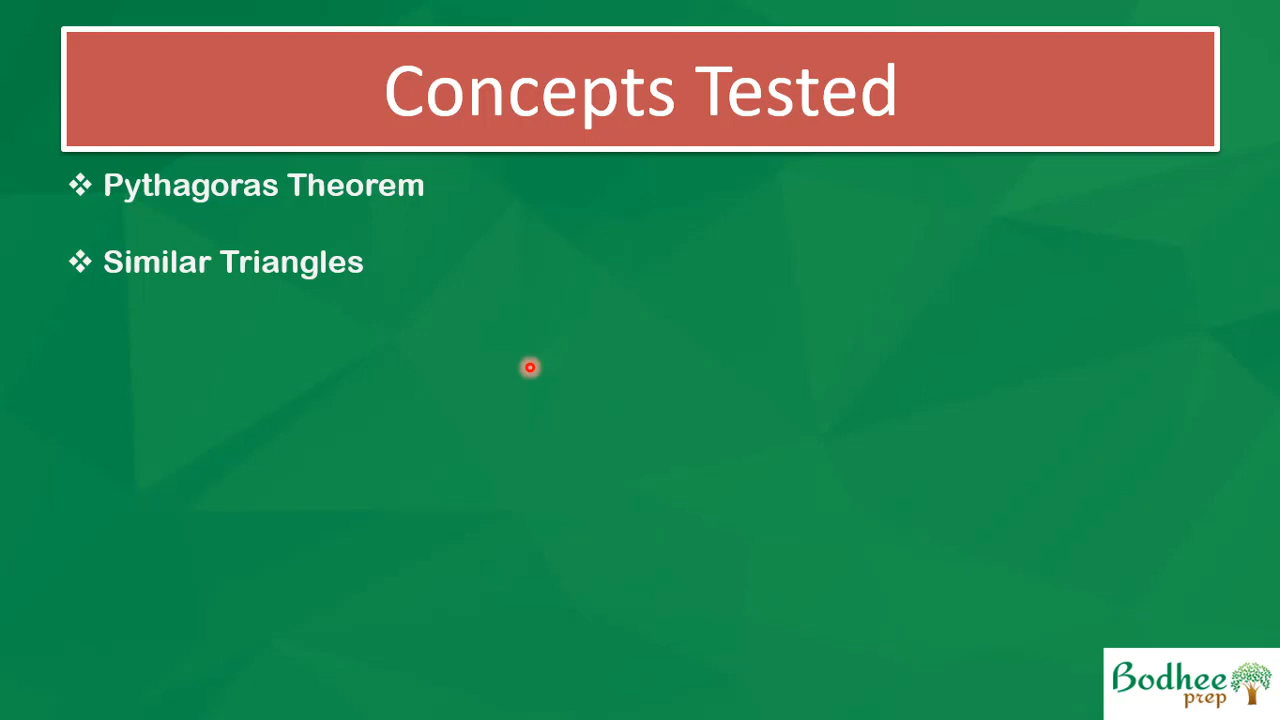 Concepts Tested
❖ Pythagoras Theorem
❖ Similar Triangles
Bodhee
prep